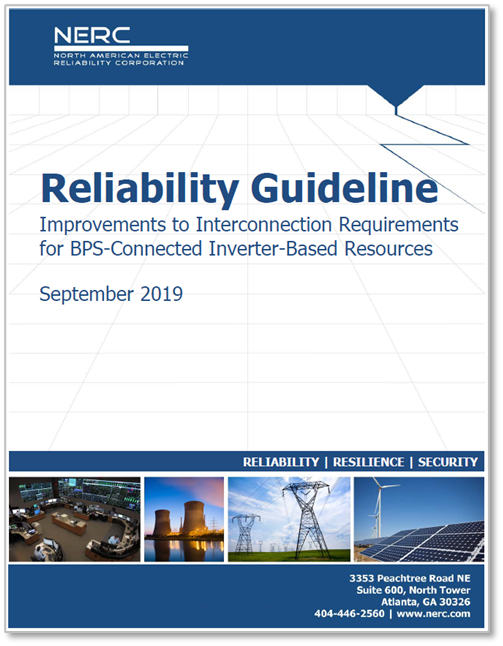 NERC
NORTH AMERICAN ELECTRIC
RELIABILITY CORPORATION
Reliability Guideline
Improvements to Interconnection Requirements
for BPS-Connected Inverter-Based Resources
September 2019
RELIABILITY | RESILIENCE | SECURITY
3353 Peachtree Road NE
Suite 600, North Tower
Atlanta, GA 30326
404-446-2560 | www.nerc.com